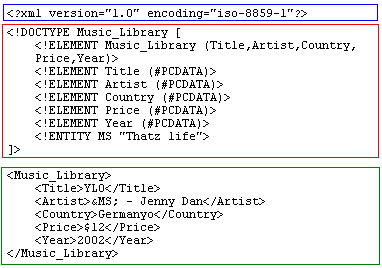 <?xml version="1.0" encoding="iso-8859-1"?>
<!DOCTYPE Music_Library [
<!ELEMENT Music_Library (Title,Artist,Country,
Price,Year)>
<!ELEMENT Title (#PCDATA)>
<!ELEMENT Artist (#PCDATA)>
<!ELEMENT Country (#PCDATA)>
<!ELEMENT Price (#PCDATA)>
<!ELEMENT Year (#PCDATA)>
<!ENTITY MS "Thatz life">
]>
<Music_Library>
<Title>YLO</Title>
<Artist>&MS; - Jenny Dan</Artist>
<Country>Germanyo</Country>
<Price>$12</Price>
<Year>2002</Year>
</Music_Library>